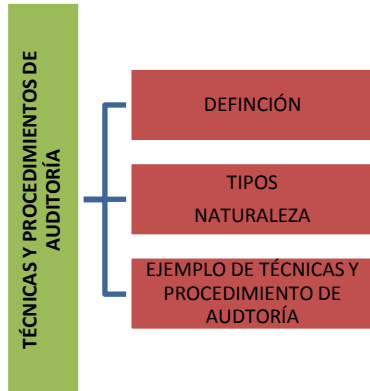 TÉCNICAS Y PROCEDIMIENTOS DE
AUDITORÍA
DEFINCIÓN
TIPOS
NATURALEZA
EJEMPLO DE TÉCNICAS Y
PROCEDIMIENTO DE
AUDTORÍA